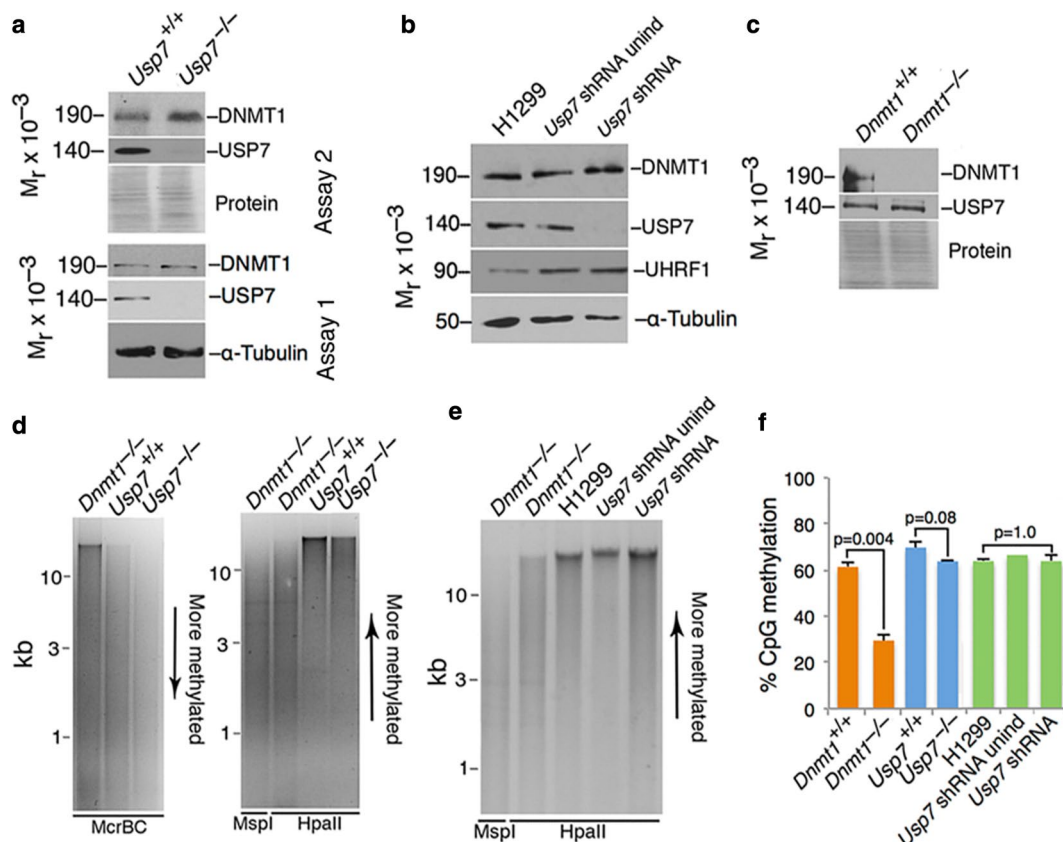 a
Usp7+/+
Usp7−/−
Mr x 10−3
190–
–DNMT1
140–
–USP7
Protein
Assay 2
Mr x 10−3
190–
–DNMT1
140–
–USP7
–α-Tubulin
Assay 1
b
H1299
Usp7 shRNA unind
Usp7 shRNA
Mr x 10−3
190–
–DNMT1
140–
–USP7
90–
–UHRF1
50–
–α-Tubulin
c
Dnmt1+/+
Dnmt1−/−
Mr x 10−3
190–
–DNMT1
140–
–USP7
Protein
d
Dnmt1−/−
Usp7+/+
Usp7−/−
kb
10–
3–
1–
More methylated
McrBC
Dnmt1−/−
Dnmt1−/−
Usp7+/+
Usp7−/−
10–
3–
1–
More methylated
MspI
HpaII
e
Dnmt1−/−
Dnmt1−/−
H1299
Usp7 shRNA unind
Usp7 shRNA
kb
10–
3–
1–
More methylated
MspI
HpaII
f
% CpG methylation
100
80
60
40
20
0
p=0.004
p=0.08
p=1.0
Dnmt1+/+
Dnmt1−/−
Usp7+/+
Usp7−/−
H1299
Usp7 shRNA unind
Usp7 shRNA